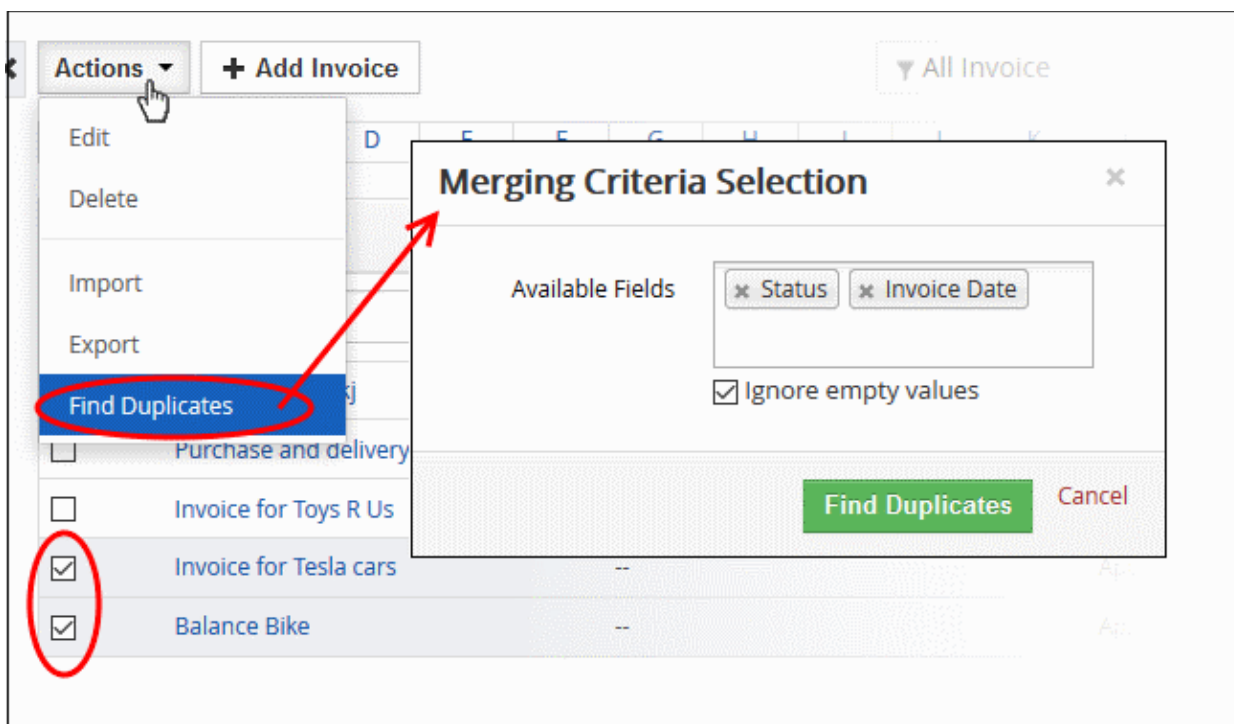 Actions
+ Add Invoice
All Invoice
Edit
D
Delete
Merging Criteria Selection
Import
Available Fields
Status
Invoice Date
Export
Ignore empty values
Find Duplicates
Purchase and delivery
Find Duplicates
Cancel
Invoice for Toys R Us
Invoice for Tesla cars
--
Balance Bike
--